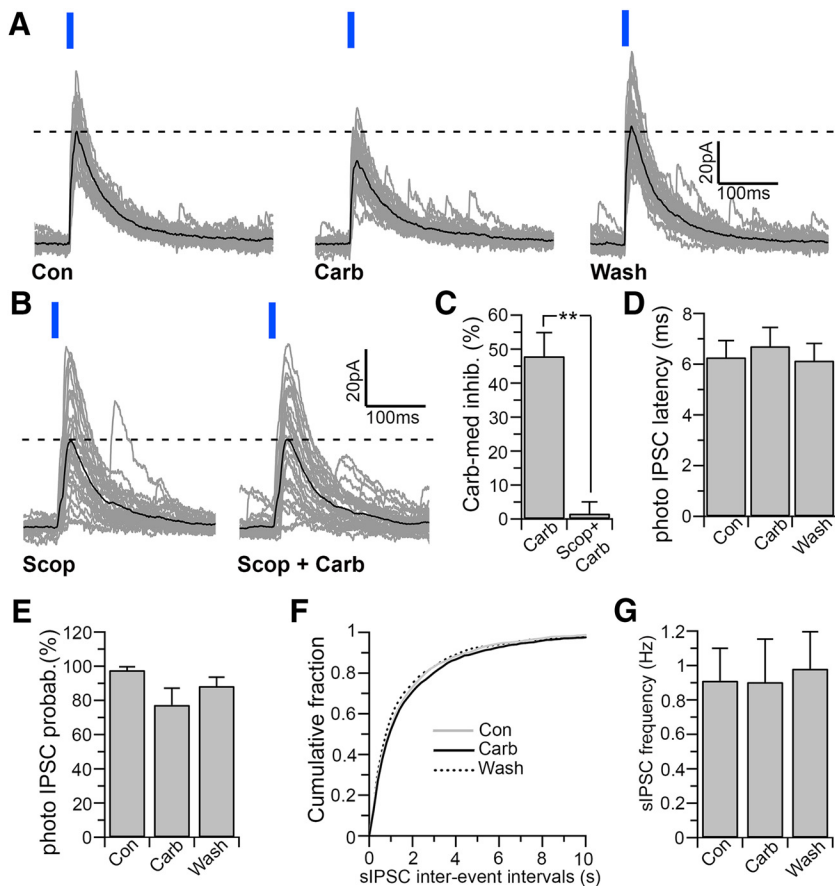 A
20pA
100ms
Con
Carb
Wash
B
20pA
100ms
Scop
Scop + Carb
C
Carb-med inhib. (%)
60
50
40
30
20
10
0
**
Carb
Scop+
Carb
D
photo IPSC latency (ms)
8
6
4
2
0
Con
Carb
Wash
E
photo IPSC probab.(%)
120
100
80
60
40
20
0
Con
Carb
Wash
F
Cumulative fraction
1
0.8
0.6
0.4
0.2
0
Con
Carb
Wash
0 2 4 6 8 10
sIPSC inter-event intervals (s)
G
sIPSC frequency (Hz)
1.2
1
0.8
0.6
0.4
0.2
0
Con
Carb
Wash